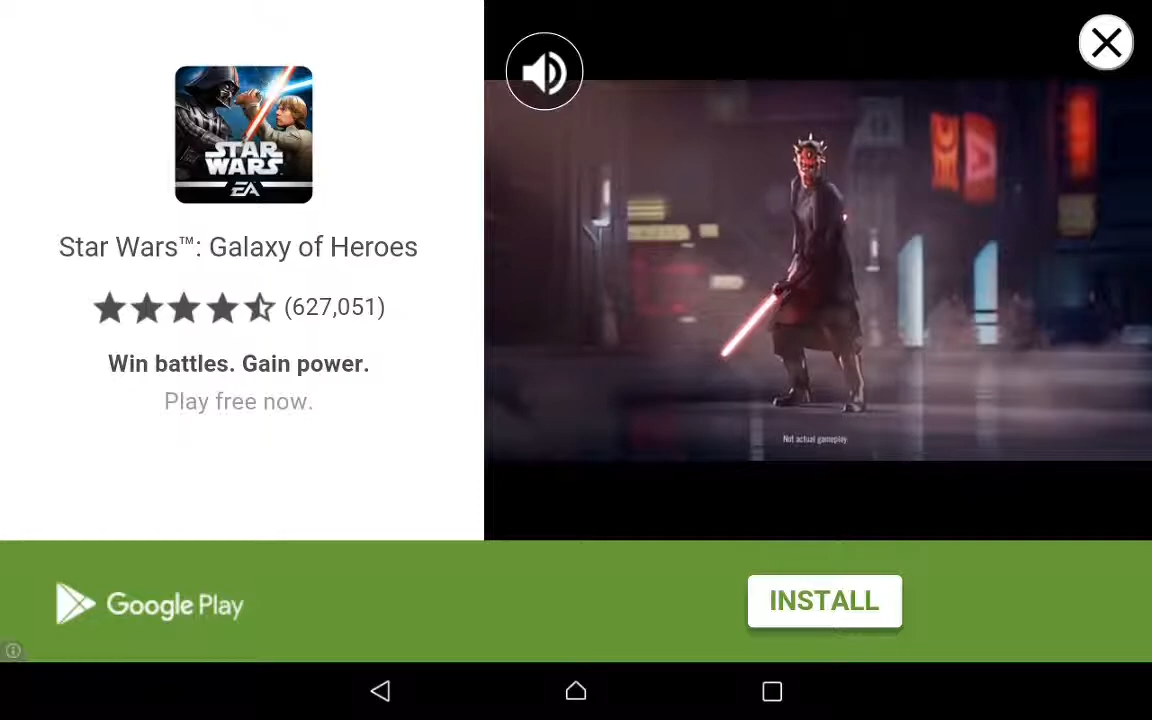 STAR
WARS
EA
Star Wars™: Galaxy of Heroes
(627,051)
Win battles. Gain power.
Play free now.
Not actual gameplay
Google Play
INSTALL